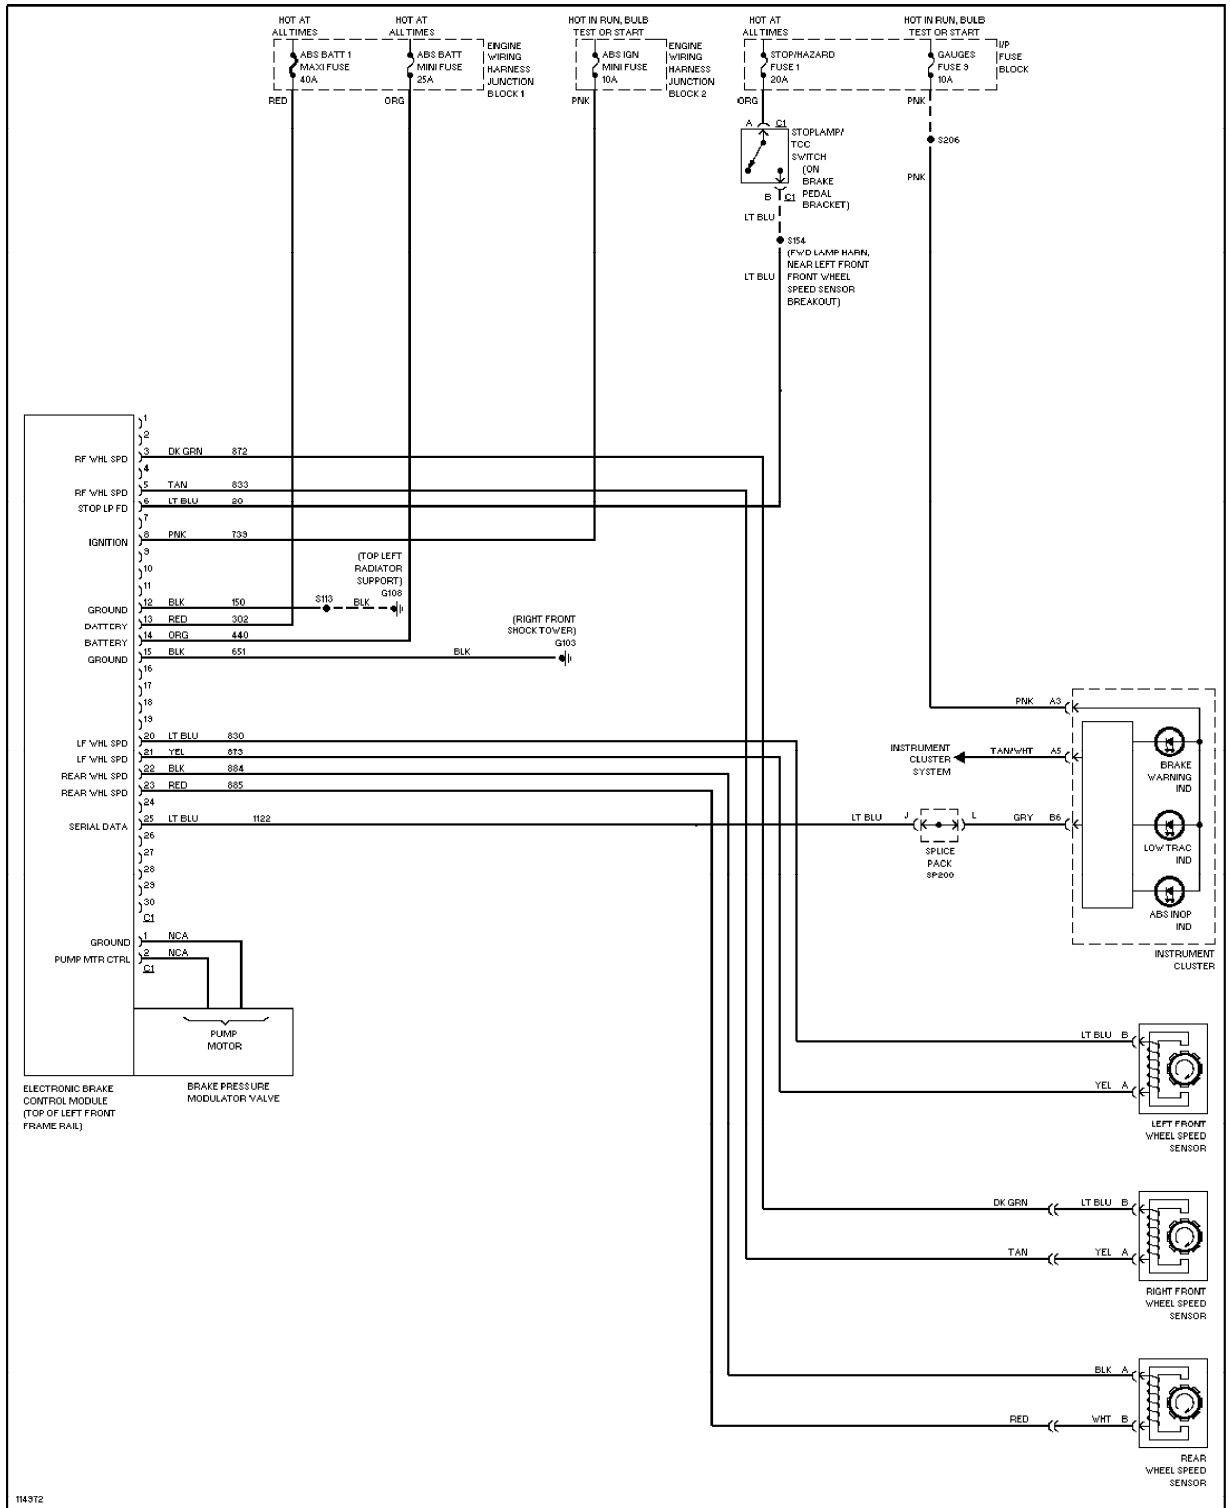 HOT AT
ALL TIMES
HOT AT
ALL TIMES
HOT IN RUN, BULB
TEST OR START
HOT AT
ALL TIMES
HOT IN RUN, BULB
TEST OR START
ABS BATT 1
MAXI FUSE
40A
ABS BATT
MINI FUSE
25A
ENGINE
WIRING
HARNESS
JUNCTION
BLOCK 1
ABS IGN
MINI FUSE
10A
ENGINE
WIRING
HARNESS
JUNCTION
BLOCK 2
STOP/HAZARD
FUSE 1
20A
GAUGES
FUSE 9
10A
I/P
FUSE
BLOCK
RED
ORG
PNK
ORG
PNK
A C1
STOPLAMP/
TCC
SWITCH
(ON
BRAKE
PEDAL
BRACKET)
B C1
S206
PNK
LT BLU
S154
(FWD LAMP HARN,
NEAR LEFT FRONT
FRONT WHEEL
SPEED SENSOR
BREAKOUT)
LT BLU
1
2
RF WHL SPD 3 DK GRN 872
4
RF WHL SPD 5 TAN 833
STOP LP FD 6 LT BLU 20
7
IGNITION 8 PNK 739
9
10
11
(TOP LEFT
RADIATOR
SUPPORT)
G108
GROUND 12 BLK 150 S113 BLK
BATTERY 13 RED 302
BATTERY 14 ORG 440
GROUND 15 BLK 651 BLK
(RIGHT FRONT
SHOCK TOWER)
G103
16
17
18
19
LF WHL SPD 20 LT BLU 830
LF WHL SPD 21 YEL 873
REAR WHL SPD 22 BLK 884
REAR WHL SPD 23 RED 885
24
SERIAL DATA 25 LT BLU 1122
26
27
28
29
30
C1
GROUND 1 NCA
PUMP MTR CTRL 2 NCA
C1
PUMP
MOTOR
ELECTRONIC BRAKE
CONTROL MODULE
(TOP OF LEFT FRONT
FRAME RAIL)
BRAKE PRESSURE
MODULATOR VALVE
PNK A3
INSTRUMENT
CLUSTER
SYSTEM
TAN/WHT A5
LT BLU J L GRY B6
SPLICE
PACK
SP200
BRAKE
WARNING
IND
LOW TRAC
IND
ABS INOP
IND
INSTRUMENT
CLUSTER
LT BLU B
YEL A
LEFT FRONT
WHEEL SPEED
SENSOR
DK GRN LT BLU B
TAN YEL A
RIGHT FRONT
WHEEL SPEED
SENSOR
BLK A
RED WHT B
REAR
WHEEL SPEED
SENSOR
114972